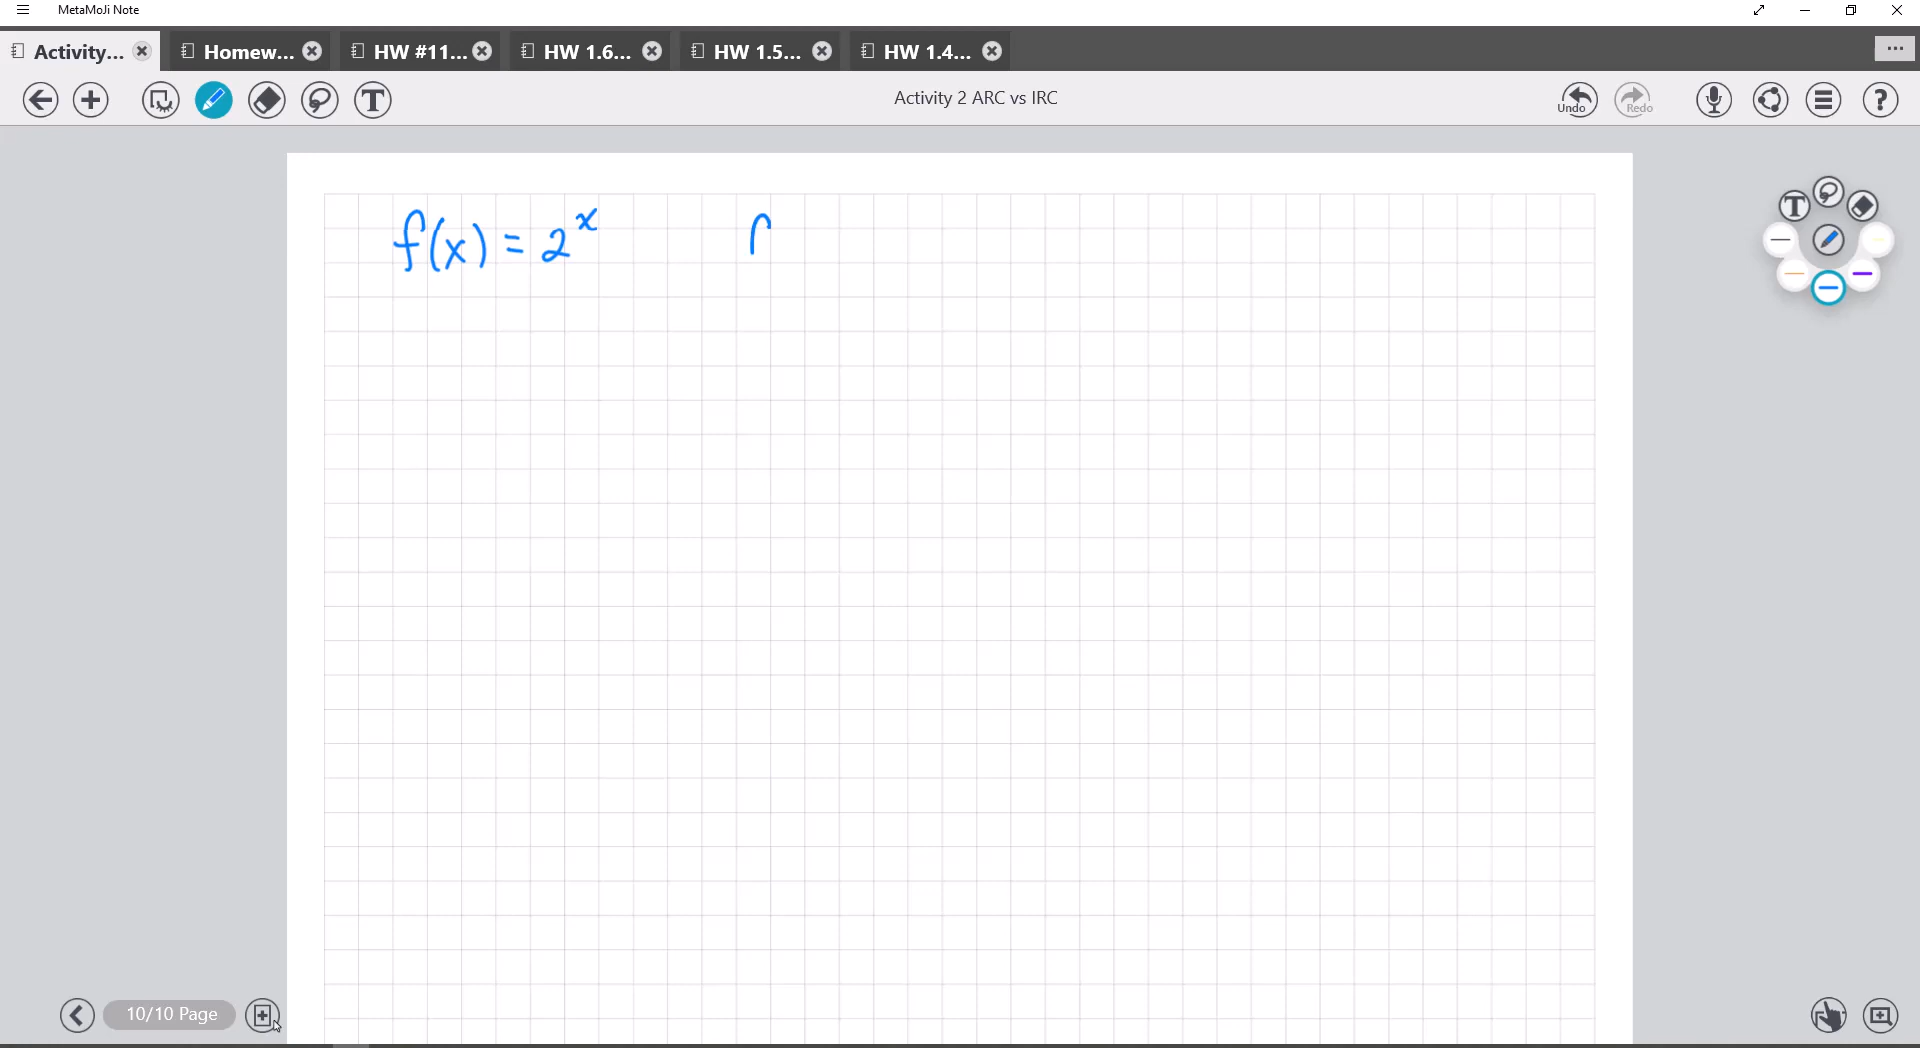 MetaMoJi Note
Activity... Homew... HW #11... HW 1.6... HW 1.5... HW 1.4...
T Activity 2 ARC vs IRC Undo Redo ?
T
f(x) = 2^x
10/10 Page